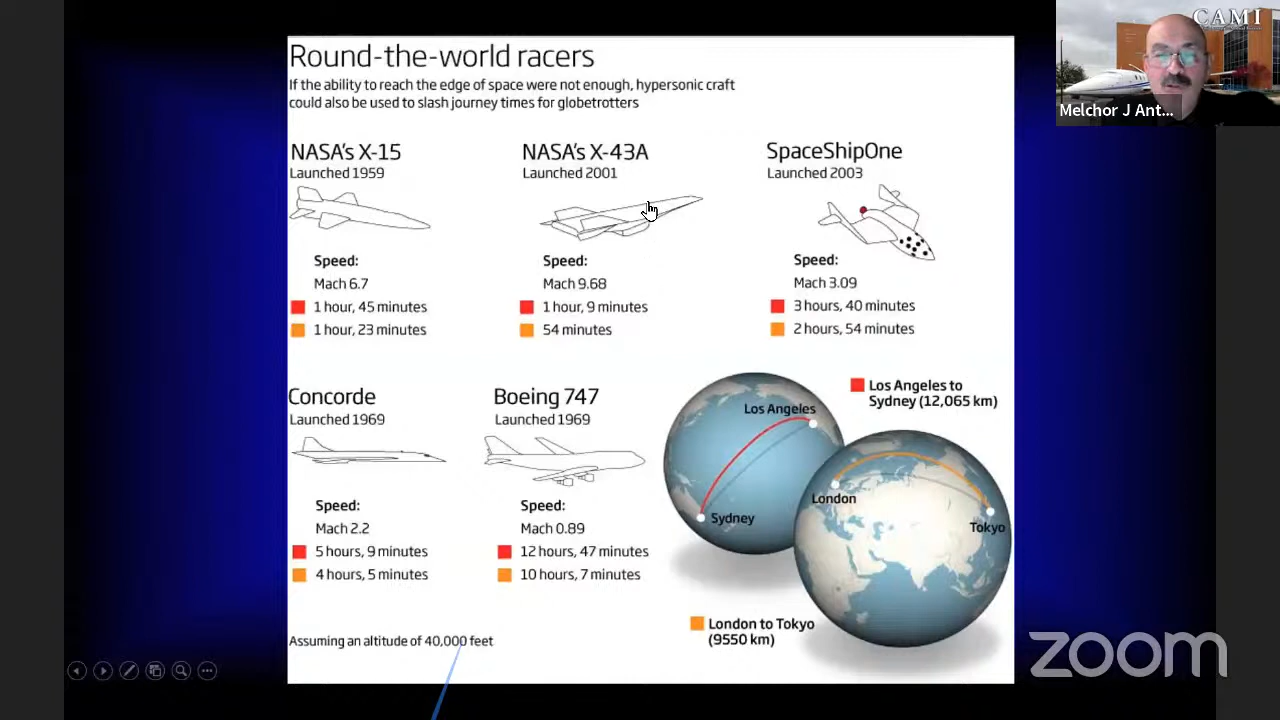 Round-the-world racers
If the ability to reach the edge of space were not enough, hypersonic craft
could also be used to slash journey times for globetrotters
NASA's X-15
Launched 1959
Speed:
Mach 6.7
1 hour, 45 minutes
1 hour, 23 minutes
NASA's X-43A
Launched 2001
Speed:
Mach 9.68
1 hour, 9 minutes
54 minutes
SpaceShipOne
Launched 2003
Speed:
Mach 3.09
3 hours, 40 minutes
2 hours, 54 minutes
Concorde
Launched 1969
Speed:
Mach 2.2
5 hours, 9 minutes
4 hours, 5 minutes
Boeing 747
Launched 1969
Speed:
Mach 0.89
12 hours, 47 minutes
10 hours, 7 minutes
Los Angeles to
Sydney (12,065 km)
Los Angeles
Sydney
London
Tokyo
London to Tokyo
(9550 km)
Assuming an altitude of 40,000 feet
CAMI
Melchor J Ant...
zoom